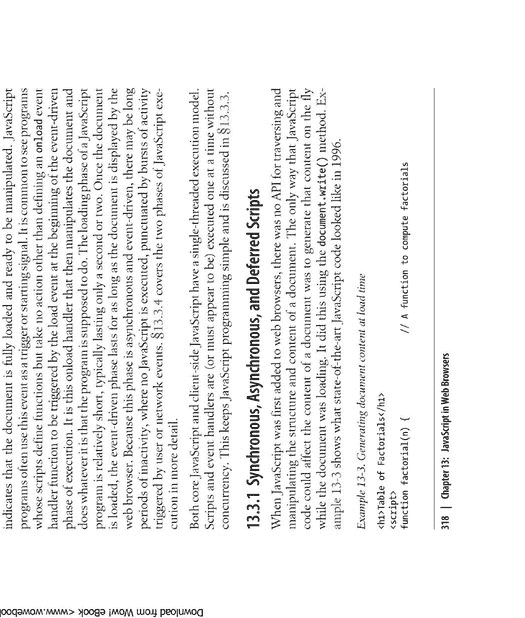 indicates that the document is fully loaded and ready to be manipulated. JavaScript
programs often use this event as a trigger or starting signal. It is common to see programs
whose scripts define functions but take no action other than defining an onload event
handler function to be triggered by the load event at the beginning of the event-driven
phase of execution. It is this onload handler that then manipulates the document and
does whatever it is that the program is supposed to do. The loading phase of a JavaScript
program is relatively short, typically lasting only a second or two. Once the document
is loaded, the event-driven phase lasts for as long as the document is displayed by the
web browser. Because this phase is asynchronous and event-driven, there may be long
periods of inactivity, where no JavaScript is executed, punctuated by bursts of activity
triggered by user or network events. §13.3.4 covers the two phases of JavaScript exe-
cution in more detail.
Both core JavaScript and client-side JavaScript have a single-threaded execution model.
Scripts and event handlers are (or must appear to be) executed one at a time without
concurrency. This keeps JavaScript programming simple and is discussed in §13.3.3.
13.3.1 Synchronous, Asynchronous, and Deferred Scripts
When JavaScript was first added to web browsers, there was no API for traversing and
manipulating the structure and content of a document. The only way that JavaScript
code could affect the content of a document was to generate that content on the fly
while the document was loading. It did this using the document.write() method. Ex-
ample 13-3 shows what state-of-the-art JavaScript code looked like in 1996.
Example 13-3. Generating document content at load time
<h1>Table of Factorials</h1>
<script>
function factorial(n) {                // A function to compute factorials
318 | Chapter 13: JavaScript in Web Browsers
Download from Wow! eBook <www.wowebook